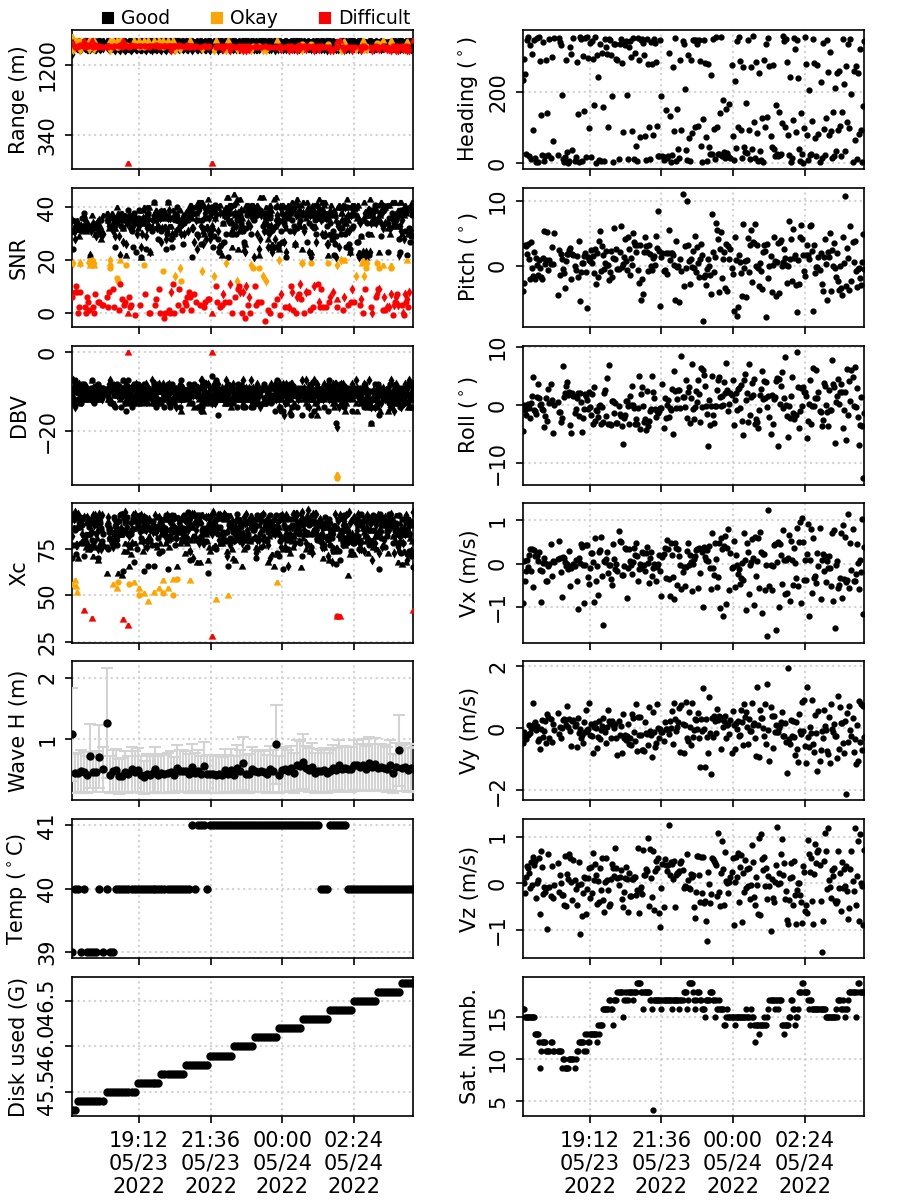 Good Okay Difficult
Range (m)
1200
340
Heading (°)
200
0
SNR
40
20
0
Pitch (°)
10
0
DBV
0
−20
Roll (°)
10
0
−10
Xc
75
50
25
Vx (m/s)
1
0
−1
Wave H (m)
2
1
Vy (m/s)
2
0
−2
Temp (°C)
41
40
39
Vz (m/s)
1
0
−1
Disk used (G)
46.5
46.0
45.5
Sat. Numb.
15
10
5
19:12 21:36 00:00 02:24
05/23 05/23 05/24 05/24
2022 2022 2022 2022
19:12 21:36 00:00 02:24
05/23 05/23 05/24 05/24
2022 2022 2022 2022